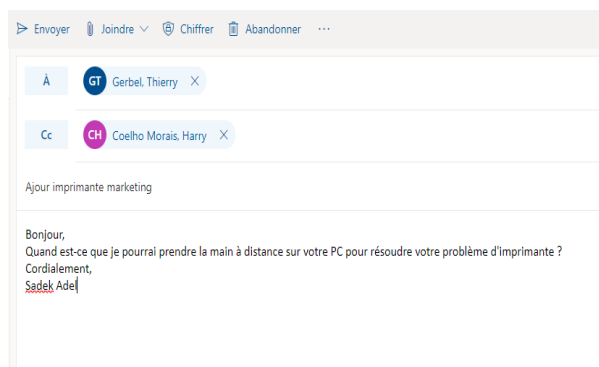 Envoyer Joindre Chiffrer Abandonner ...
À GT Gerbel, Thierry
Cc CH Coelho Morais, Harry
Ajour imprimante marketing
Bonjour,
Quand est-ce que je pourrai prendre la main à distance sur votre PC pour résoudre votre problème d'imprimante ?
Cordialement,
Sadek Adel